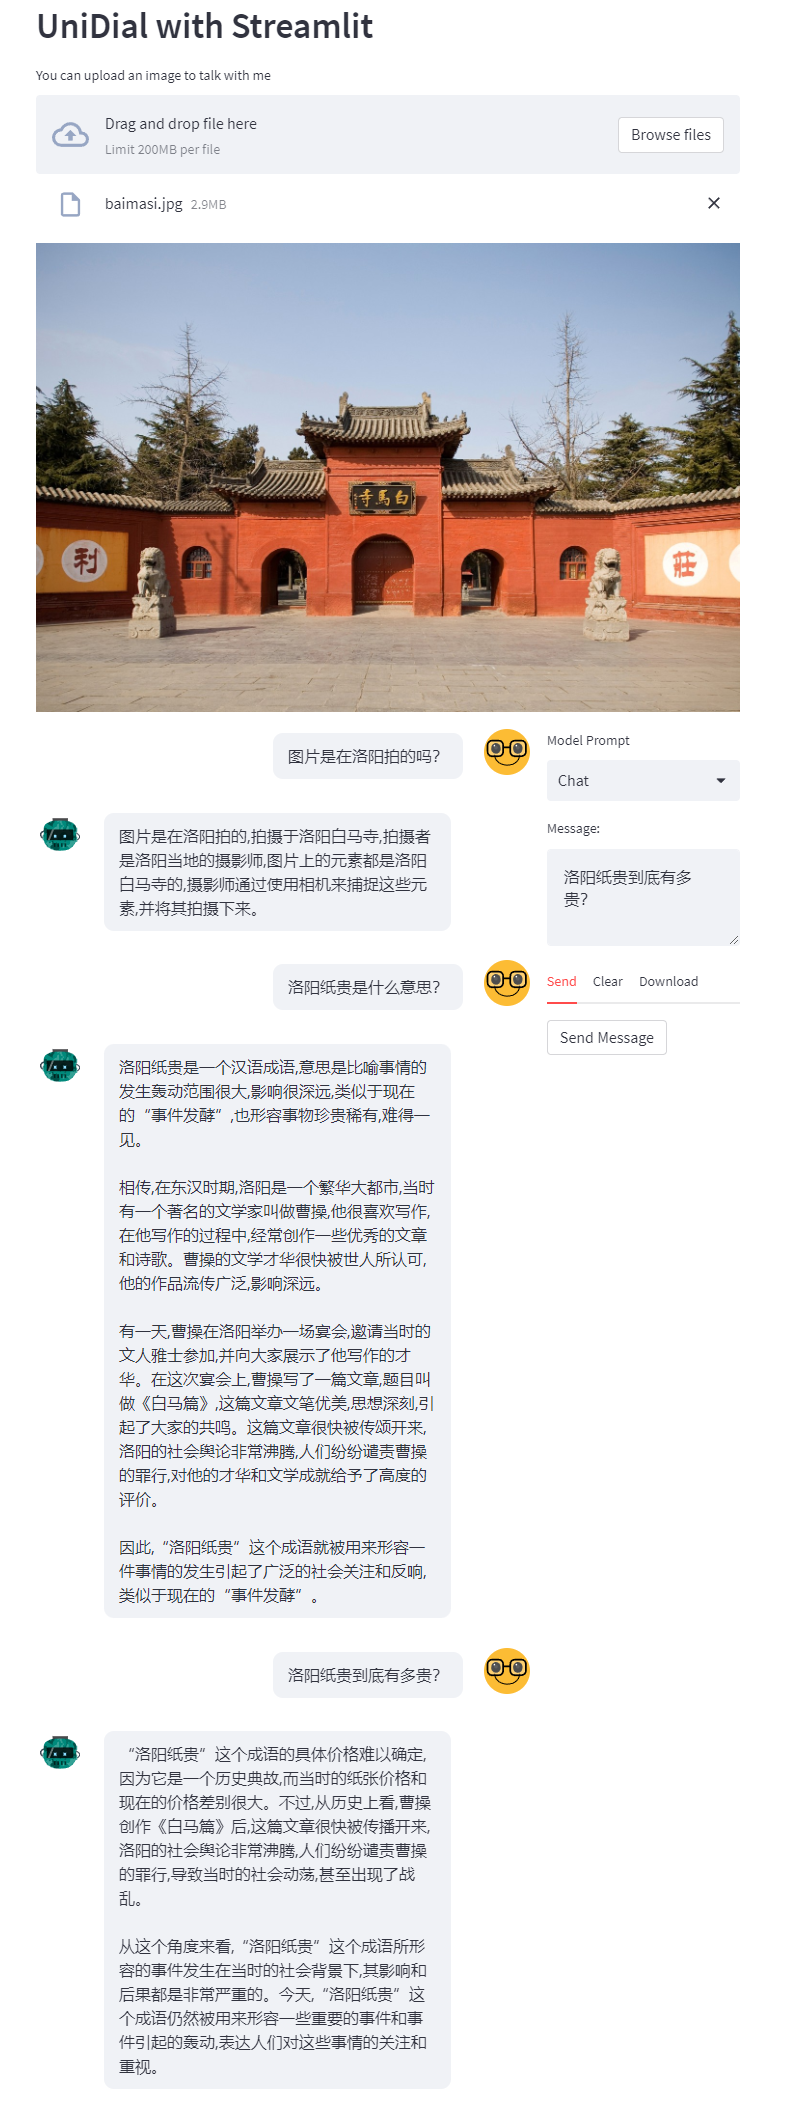 UniDial with Streamlit
You can upload an image to talk with me
Drag and drop file here
Limit 200MB per file
Browse files
baimasi.jpg 2.9MB
寺馬白
利
莊
图片是在洛阳拍的吗？
Model Prompt
Chat
Message:
洛阳纸贵到底有多
贵？
Send Clear Download
Send Message
图片是在洛阳拍的,拍摄于洛阳白马寺,拍摄者
是洛阳当地的摄影师,图片上的元素都是洛阳
白马寺的,摄影师通过使用相机来捕捉这些元
素,并将其拍摄下来。
洛阳纸贵是什么意思？
洛阳纸贵是一个汉语成语,意思是比喻事情的
发生轰动范围很大,影响很深远,类似于现在
的“事件发酵”,也形容事物珍贵稀有,难得一
见。
相传,在东汉时期,洛阳是一个繁华大都市,当时
有一个著名的文学家叫做曹操,他很喜欢写作,
在他写作的过程中,经常创作一些优秀的文章
和诗歌。曹操的文学才华很快被世人所认可,
他的作品流传广泛,影响深远。
有一天,曹操在洛阳举办一场宴会,邀请当时的
文人雅士参加,并向大家展示了他写作的才
华。在这次宴会上,曹操写了一篇文章,题目叫
做《白马篇》,这篇文章文笔优美,思想深刻,引
起了大家的共鸣。这篇文章很快被传颂开来,
洛阳的社会舆论非常沸腾,人们纷纷谴责曹操
的罪行,对他的才华和文学成就给予了高度的
评价。
因此,“洛阳纸贵”这个成语就被用来形容一
件事情的发生引起了广泛的社会关注和反响,
类似于现在的“事件发酵”。
洛阳纸贵到底有多贵？
“洛阳纸贵”这个成语的具体价格难以确定,
因为它是一个历史典故,而当时的纸张价格和
现在的价格差别很大。不过,从历史上看,曹操
创作《白马篇》后,这篇文章很快被传播开来,
洛阳的社会舆论非常沸腾,人们纷纷谴责曹操
的罪行,导致当时的社会动荡,甚至出现了战
乱。
从这个角度来看,“洛阳纸贵”这个成语所形
容的事件发生在当时的社会背景下,其影响和
后果都是非常严重的。今天,“洛阳纸贵”这
个成语仍然被用来形容一些重要的事件和事
件引起的轰动,表达人们对这些事情的关注和
重视。